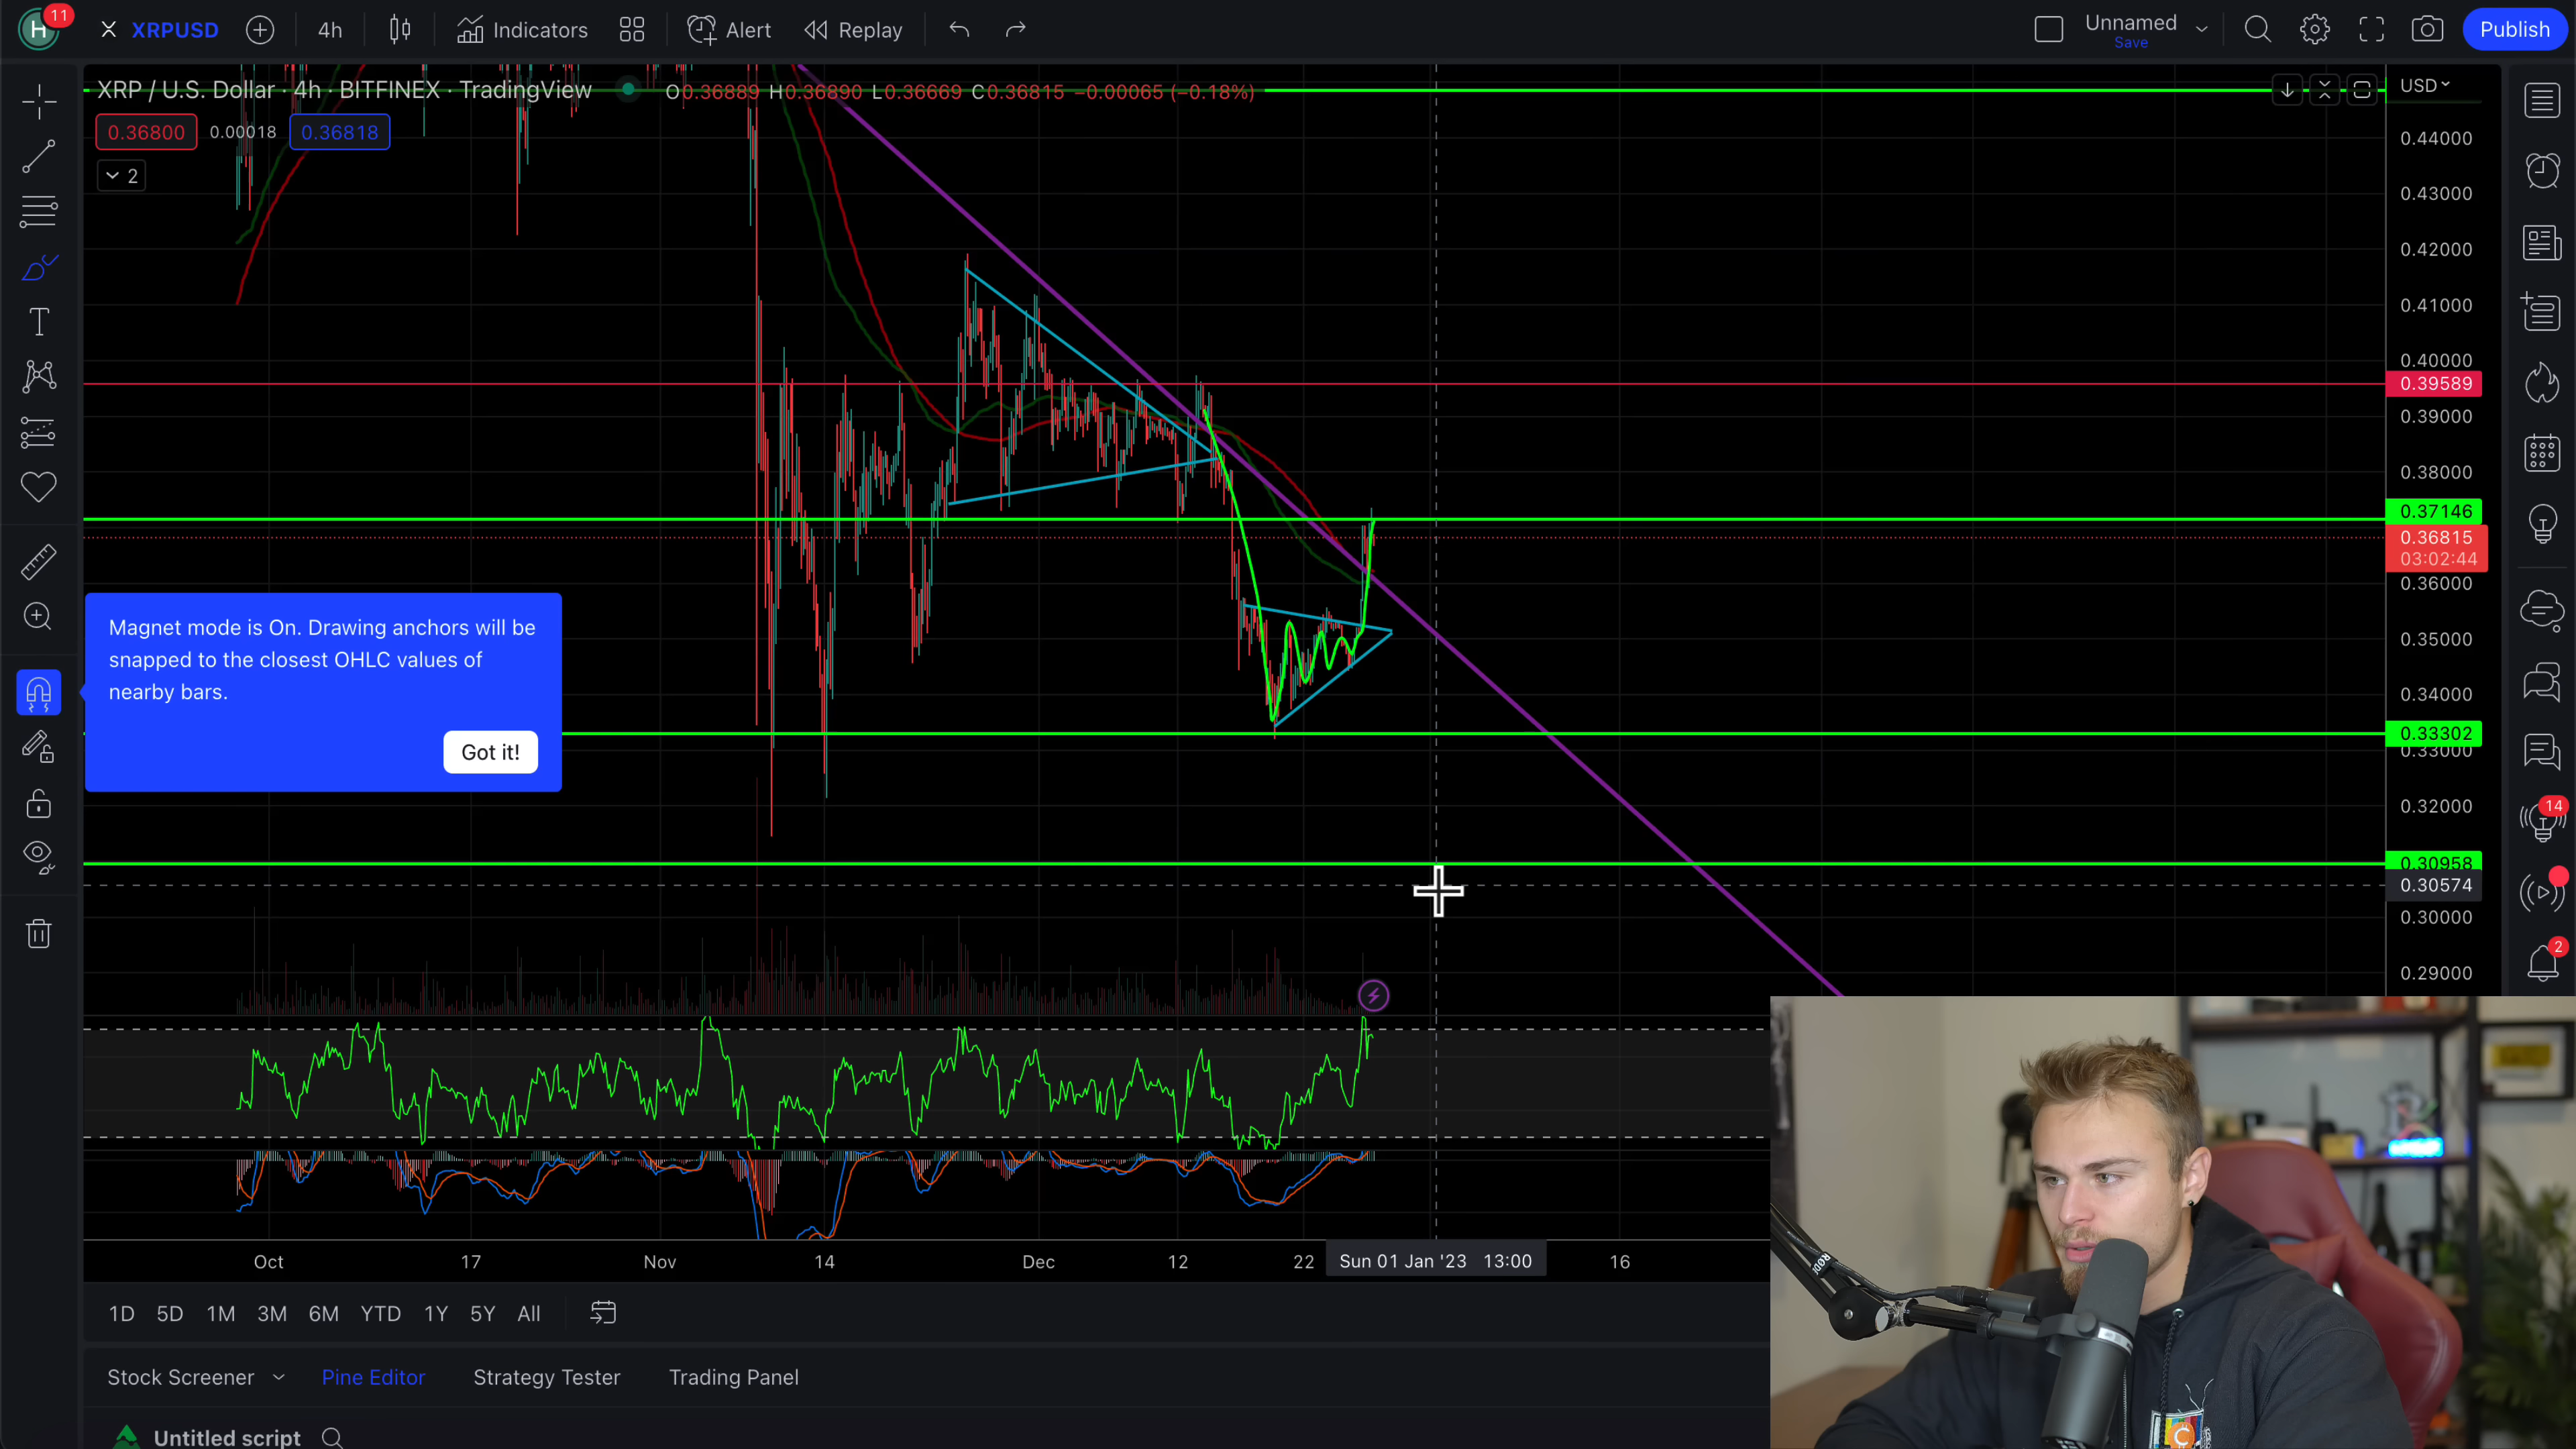 H
11
XRPUSD
4h
Indicators
Alert
Replay
Unnamed
Save
Publish
XRP / U.S. Dollar · 4h · BITFINEX · TradingView
O0.36889 H0.36890 L0.36669 C0.36815 −0.00065 (−0.18%)
USD
0.36800
0.00018
0.36818
2
0.44000
0.43000
0.42000
0.41000
0.40000
0.39589
0.39000
0.38000
0.37146
0.36815
03:02:44
0.36000
0.35000
0.34000
0.33302
0.33000
0.32000
0.30958
0.30574
0.30000
0.29000
Magnet mode is On. Drawing anchors will be
snapped to the closest OHLC values of
nearby bars.
Got it!
14
2
Oct
17
Nov
14
Dec
12
22
Sun 01 Jan '23 13:00
16
1D 5D 1M 3M 6M YTD 1Y 5Y All
Stock Screener
Pine Editor
Strategy Tester
Trading Panel
Untitled script
RØDE